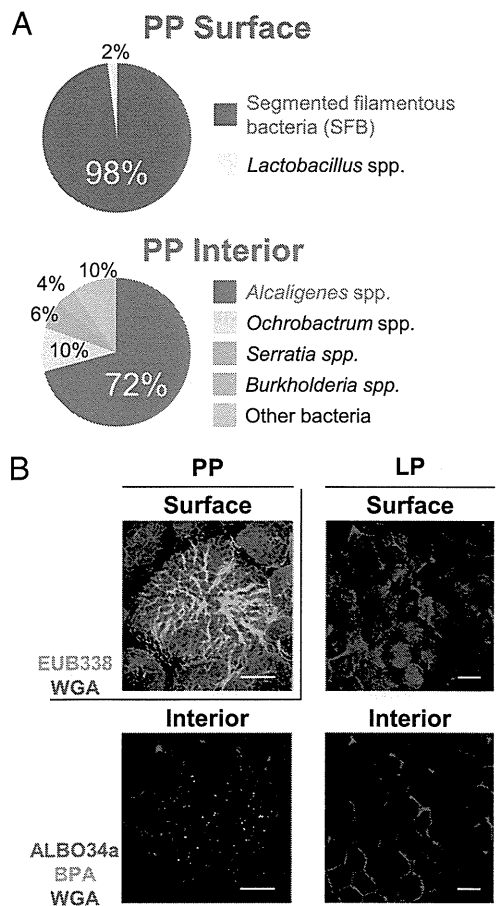 A
PP Surface
2%
98%
Segmented filamentous
bacteria (SFB)
Lactobacillus spp.
PP Interior
10%
4%
6%
10%
72%
Alcaligenes spp.
Ochrobactrum spp.
Serratia spp.
Burkholderia spp.
Other bacteria
B
PP
LP
Surface
Surface
EUB338
WGA
Interior
Interior
ALBO34a
BPA
WGA